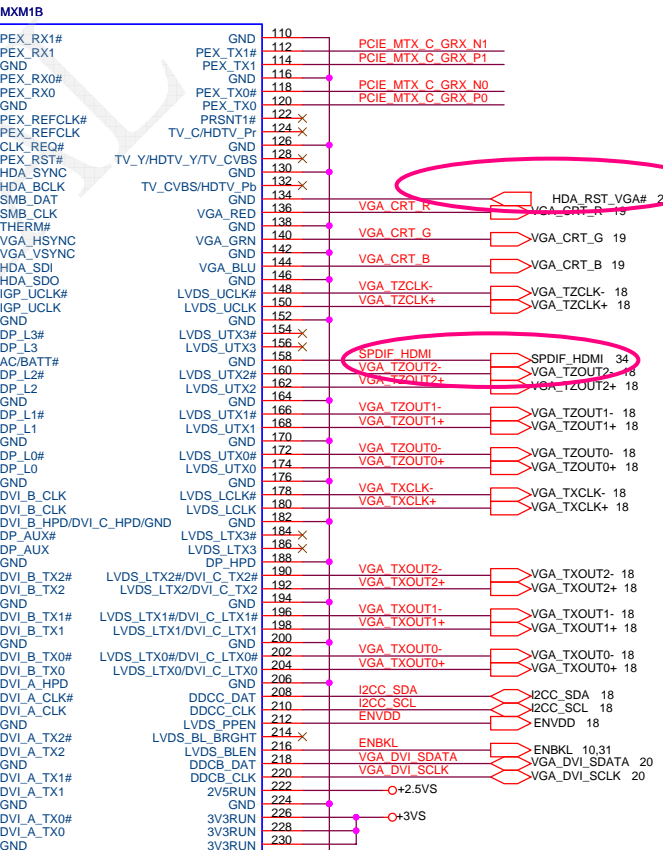 MXM1B
PEX_RX1# GND 110
PEX_RX1 PEX_TX1# 112 PCIE_MTX_C_GRX_N1
GND PEX_TX1 114 PCIE_MTX_C_GRX_P1
PEX_RX0# GND 116
PEX_RX0 PEX_TX0# 118 PCIE_MTX_C_GRX_N0
GND PEX_TX0 120 PCIE_MTX_C_GRX_P0
PEX_REFCLK# PRSNT1# 122
PEX_REFCLK TV_C/HDTV_Pr 124
CLK_REQ# GND 126
PEX_RST# TV_Y/HDTV_Y/TV_CVBS 128
HDA_SYNC GND 130
HDA_BCLK TV_CVBS/HDTV_Pb 132
SMB_DAT GND 134 HDA_RST_VGA# 2
SMB_CLK VGA_RED 136 VGA_CRT_R VGA_CRT_R 19
THERM# GND 138
VGA_HSYNC VGA_GRN 140 VGA_CRT_G VGA_CRT_G 19
VGA_VSYNC GND 142
HDA_SDI VGA_BLU 144 VGA_CRT_B VGA_CRT_B 19
HDA_SDO GND 146
IGP_UCLK# LVDS_UCLK# 148 VGA_TZCLK- VGA_TZCLK- 18
IGP_UCLK LVDS_UCLK 150 VGA_TZCLK+ VGA_TZCLK+ 18
GND GND 152
DP_L3# LVDS_UTX3# 154
DP_L3 LVDS_UTX3 156
AC/BATT# GND 158 SPDIF_HDMI SPDIF_HDMI 34
DP_L2# LVDS_UTX2# 160 VGA_TZOUT2- VGA_TZOUT2- 18
DP_L2 LVDS_UTX2 162 VGA_TZOUT2+ VGA_TZOUT2+ 18
GND GND 164
DP_L1# LVDS_UTX1# 166 VGA_TZOUT1- VGA_TZOUT1- 18
DP_L1 LVDS_UTX1 168 VGA_TZOUT1+ VGA_TZOUT1+ 18
GND GND 170
DP_L0# LVDS_UTX0# 172 VGA_TZOUT0- VGA_TZOUT0- 18
DP_L0 LVDS_UTX0 174 VGA_TZOUT0+ VGA_TZOUT0+ 18
GND GND 176
DVI_B_CLK LVDS_LCLK# 178 VGA_TXCLK- VGA_TXCLK- 18
DVI_B_CLK LVDS_LCLK 180 VGA_TXCLK+ VGA_TXCLK+ 18
DVI_B_HPD/DVI_C_HPD/GND GND 182
DP_AUX# LVDS_LTX3# 184
DP_AUX LVDS_LTX3 186
GND DP_HPD 188
DVI_B_TX2# LVDS_LTX2#/DVI_C_TX2# 190 VGA_TXOUT2- VGA_TXOUT2- 18
DVI_B_TX2 LVDS_LTX2/DVI_C_TX2 192 VGA_TXOUT2+ VGA_TXOUT2+ 18
GND GND 194
DVI_B_TX1# LVDS_LTX1#/DVI_C_LTX1# 196 VGA_TXOUT1- VGA_TXOUT1- 18
DVI_B_TX1 LVDS_LTX1/DVI_C_LTX1 198 VGA_TXOUT1+ VGA_TXOUT1+ 18
GND GND 200
DVI_B_TX0# LVDS_LTX0#/DVI_C_LTX0# 202 VGA_TXOUT0- VGA_TXOUT0- 18
DVI_B_TX0 LVDS_LTX0/DVI_C_LTX0 204 VGA_TXOUT0+ VGA_TXOUT0+ 18
DVI_A_HPD GND 206
DVI_A_CLK# DDCC_DAT 208 I2CC_SDA I2CC_SDA 18
DVI_A_CLK DDCC_CLK 210 I2CC_SCL I2CC_SCL 18
GND LVDS_PPEN 212 ENVDD ENVDD 18
DVI_A_TX2# LVDS_BL_BRGHT 214
DVI_A_TX2 LVDS_BLEN 216 ENBKL ENBKL 10,31
GND DDCB_DAT 218 VGA_DVI_SDATA VGA_DVI_SDATA 20
DVI_A_TX1# DDCB_CLK 220 VGA_DVI_SCLK VGA_DVI_SCLK 20
DVI_A_TX1 2V5RUN 222 +2.5VS
GND GND 224
DVI_A_TX0# 3V3RUN 226 +3VS
DVI_A_TX0 3V3RUN 228
GND 3V3RUN 230